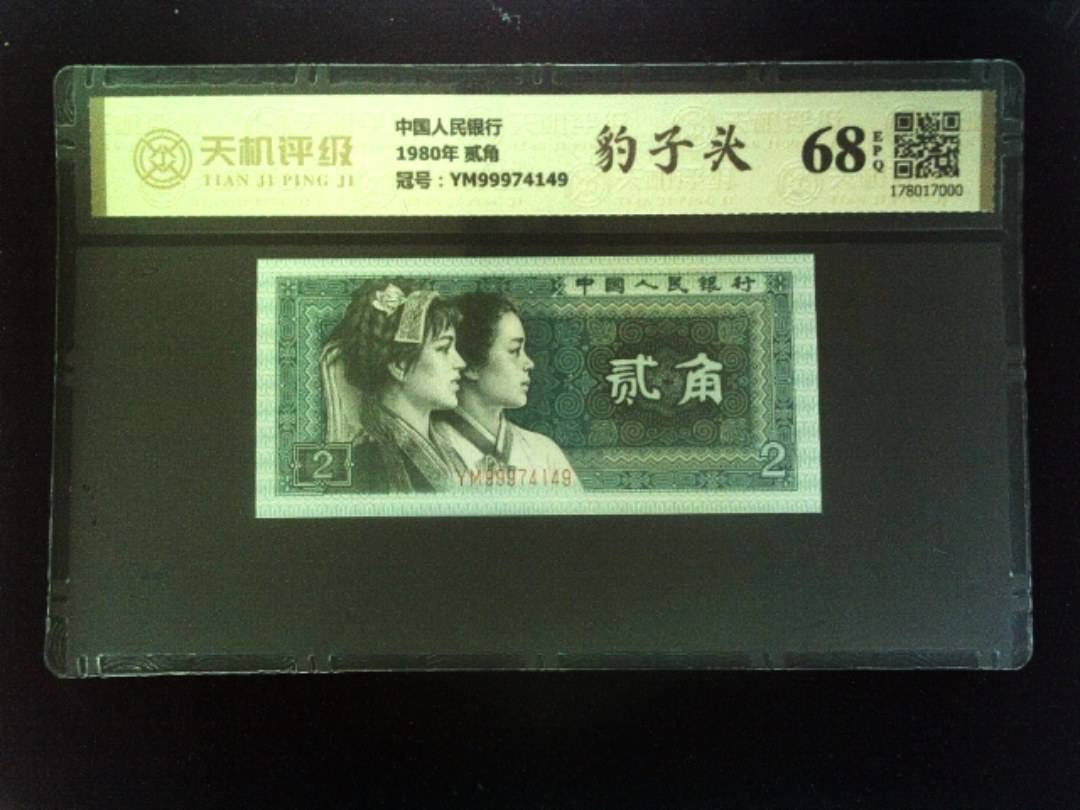 天机评级
TIAN JI PING JI
中国人民银行
1980年 贰角
冠号：YM99974149
豹子头
68
EPQ
178017000
中国人民银行
贰角
2
YM99974149
2